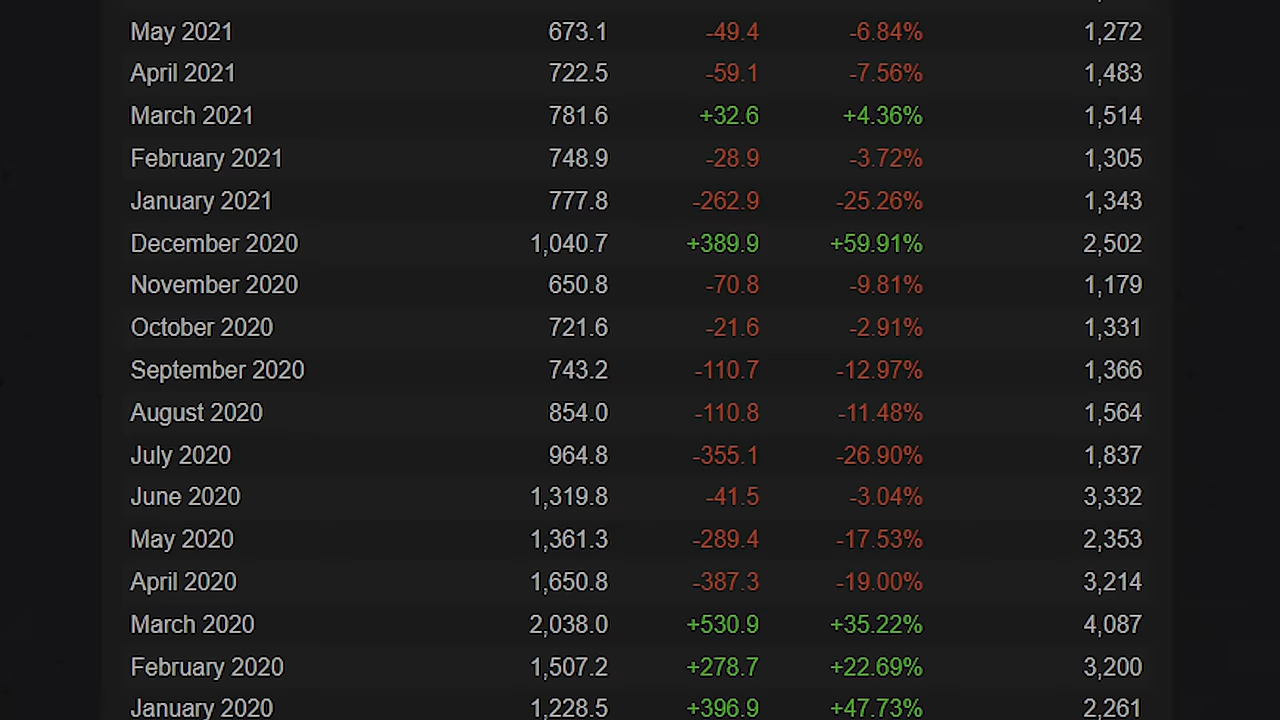 May 2021 673.1 -49.4 -6.84% 1,272
April 2021 722.5 -59.1 -7.56% 1,483
March 2021 781.6 +32.6 +4.36% 1,514
February 2021 748.9 -28.9 -3.72% 1,305
January 2021 777.8 -262.9 -25.26% 1,343
December 2020 1,040.7 +389.9 +59.91% 2,502
November 2020 650.8 -70.8 -9.81% 1,179
October 2020 721.6 -21.6 -2.91% 1,331
September 2020 743.2 -110.7 -12.97% 1,366
August 2020 854.0 -110.8 -11.48% 1,564
July 2020 964.8 -355.1 -26.90% 1,837
June 2020 1,319.8 -41.5 -3.04% 3,332
May 2020 1,361.3 -289.4 -17.53% 2,353
April 2020 1,650.8 -387.3 -19.00% 3,214
March 2020 2,038.0 +530.9 +35.22% 4,087
February 2020 1,507.2 +278.7 +22.69% 3,200
January 2020 1,228.5 +396.9 +47.73% 2,261